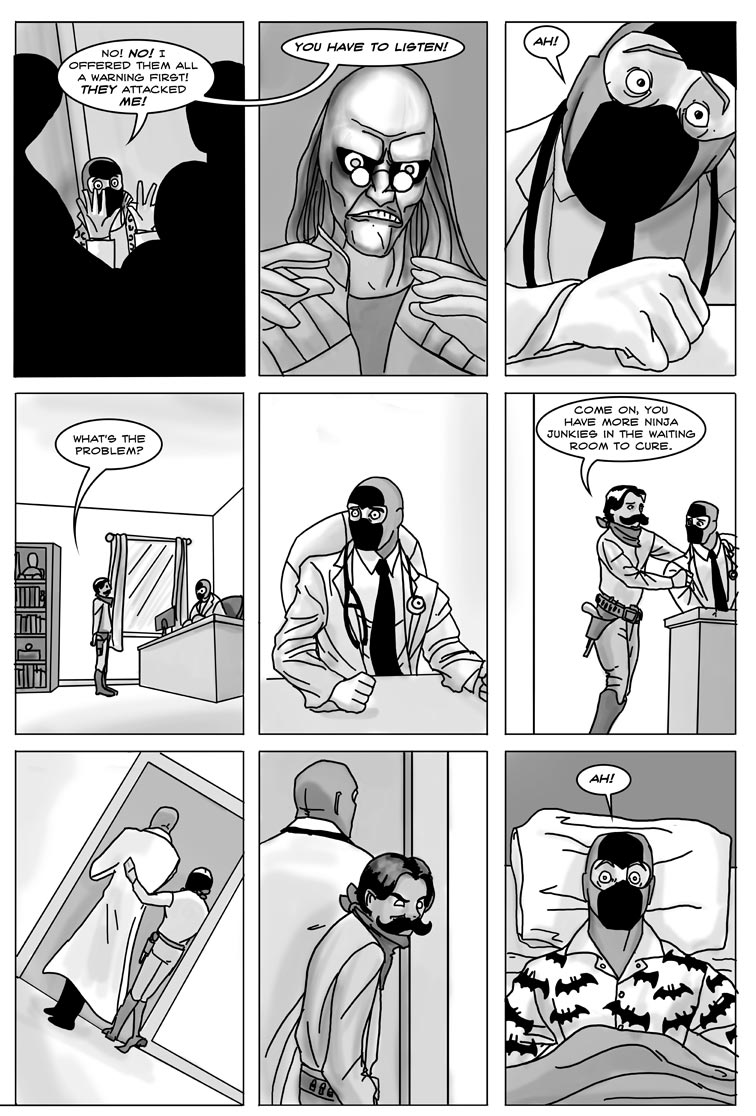 NO! NO! I
OFFERED THEM ALL
A WARNING FIRST!
THEY ATTACKED
ME!
YOU HAVE TO LISTEN!
AH!
WHAT'S THE
PROBLEM?
COME ON, YOU
HAVE MORE NINJA
JUNKIES IN THE WAITING
ROOM TO CURE.
AH!